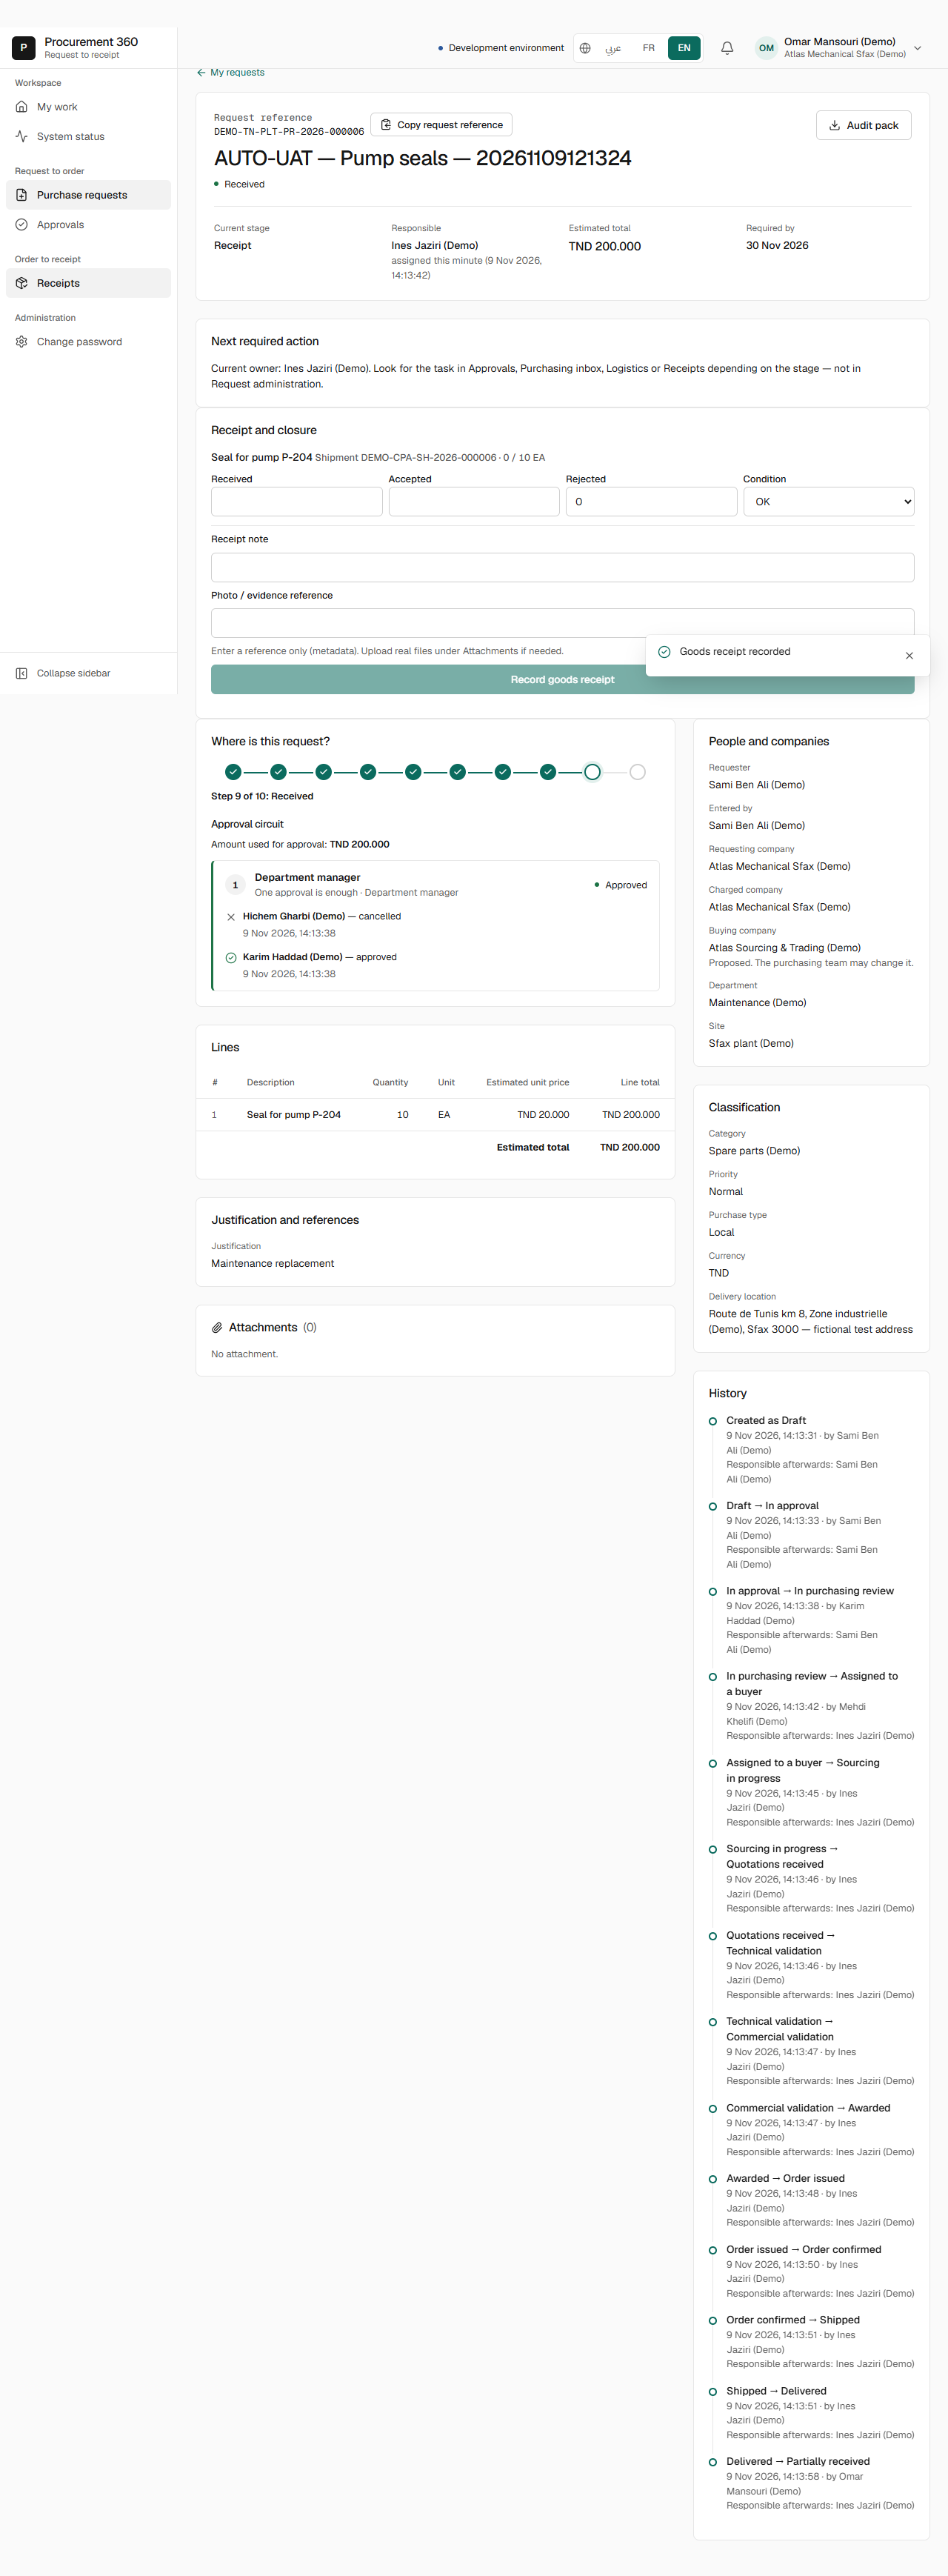 P
Procurement 360
Request to receipt
Development environment
عربي
FR
EN
OM
Omar Mansouri (Demo)
Atlas Mechanical Sfax (Demo)
Workspace
My work
System status
Request to order
Purchase requests
Approvals
Order to receipt
Receipts
Administration
Change password
Collapse sidebar
My requests
Request reference
DEMO-TN-PLT-PR-2026-000006
Copy request reference
Audit pack
AUTO-UAT — Pump seals — 20261109121324
Received
Current stage
Receipt
Responsible
Ines Jaziri (Demo)
assigned this minute (9 Nov 2026,
14:13:42)
Estimated total
TND 200.000
Required by
30 Nov 2026
Next required action
Current owner: Ines Jaziri (Demo). Look for the task in Approvals, Purchasing inbox, Logistics or Receipts depending on the stage — not in
Request administration.
Receipt and closure
Seal for pump P-204 Shipment DEMO-CPA-SH-2026-000006 · 0 / 10 EA
Received
Accepted
Rejected
Condition
0
OK
Receipt note
Photo / evidence reference
Enter a reference only (metadata). Upload real files under Attachments if needed.
Goods receipt recorded
Record goods receipt
Where is this request?
Step 9 of 10: Received
Approval circuit
Amount used for approval: TND 200.000
1
Department manager
One approval is enough · Department manager
Approved
Hichem Gharbi (Demo) — cancelled
9 Nov 2026, 14:13:38
Karim Haddad (Demo) — approved
9 Nov 2026, 14:13:38
Lines
# Description Quantity Unit Estimated unit price Line total
1 Seal for pump P-204 10 EA TND 20.000 TND 200.000
Estimated total TND 200.000
Justification and references
Justification
Maintenance replacement
Attachments (0)
No attachment.
People and companies
Requester
Sami Ben Ali (Demo)
Entered by
Sami Ben Ali (Demo)
Requesting company
Atlas Mechanical Sfax (Demo)
Charged company
Atlas Mechanical Sfax (Demo)
Buying company
Atlas Sourcing & Trading (Demo)
Proposed. The purchasing team may change it.
Department
Maintenance (Demo)
Site
Sfax plant (Demo)
Classification
Category
Spare parts (Demo)
Priority
Normal
Purchase type
Local
Currency
TND
Delivery location
Route de Tunis km 8, Zone industrielle
(Demo), Sfax 3000 — fictional test address
History
Created as Draft
9 Nov 2026, 14:13:31 · by Sami Ben
Ali (Demo)
Responsible afterwards: Sami Ben
Ali (Demo)
Draft → In approval
9 Nov 2026, 14:13:33 · by Sami Ben
Ali (Demo)
Responsible afterwards: Sami Ben
Ali (Demo)
In approval → In purchasing review
9 Nov 2026, 14:13:38 · by Karim
Haddad (Demo)
Responsible afterwards: Sami Ben
Ali (Demo)
In purchasing review → Assigned to
a buyer
9 Nov 2026, 14:13:42 · by Mehdi
Khelifi (Demo)
Responsible afterwards: Ines Jaziri (Demo)
Assigned to a buyer → Sourcing
in progress
9 Nov 2026, 14:13:45 · by Ines
Jaziri (Demo)
Responsible afterwards: Ines Jaziri (Demo)
Sourcing in progress →
Quotations received
9 Nov 2026, 14:13:46 · by Ines
Jaziri (Demo)
Responsible afterwards: Ines Jaziri (Demo)
Quotations received →
Technical validation
9 Nov 2026, 14:13:46 · by Ines
Jaziri (Demo)
Responsible afterwards: Ines Jaziri (Demo)
Technical validation →
Commercial validation
9 Nov 2026, 14:13:47 · by Ines
Jaziri (Demo)
Responsible afterwards: Ines Jaziri (Demo)
Commercial validation → Awarded
9 Nov 2026, 14:13:47 · by Ines
Jaziri (Demo)
Responsible afterwards: Ines Jaziri (Demo)
Awarded → Order issued
9 Nov 2026, 14:13:48 · by Ines
Jaziri (Demo)
Responsible afterwards: Ines Jaziri (Demo)
Order issued → Order confirmed
9 Nov 2026, 14:13:50 · by Ines
Jaziri (Demo)
Responsible afterwards: Ines Jaziri (Demo)
Order confirmed → Shipped
9 Nov 2026, 14:13:51 · by Ines
Jaziri (Demo)
Responsible afterwards: Ines Jaziri (Demo)
Shipped → Delivered
9 Nov 2026, 14:13:51 · by Ines
Jaziri (Demo)
Responsible afterwards: Ines Jaziri (Demo)
Delivered → Partially received
9 Nov 2026, 14:13:58 · by Omar
Mansouri (Demo)
Responsible afterwards: Ines Jaziri (Demo)